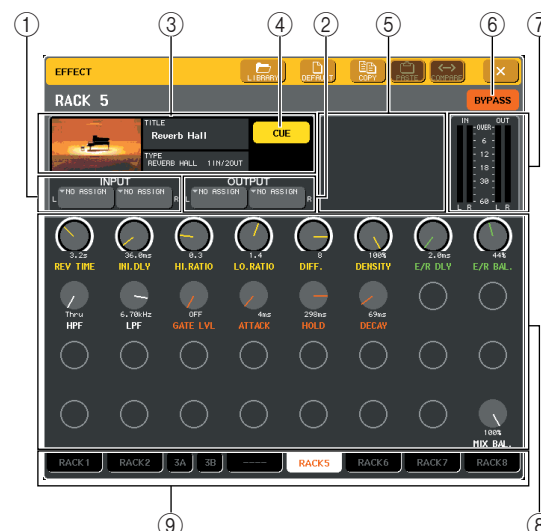 ① ③ ④ ② ⑤ ⑥ ⑦
EFFECT LIBRARY DEFAULT COPY PASTE COMPARE ×
RACK 5 BYPASS
TITLE
Reverb Hall
CUE
TYPE
REVERB HALL 1IN/2OUT
IN OUT
OVER
6
12
18
30
60
L R L R
INPUT OUTPUT
L NO ASSIGN NO ASSIGN R L NO ASSIGN NO ASSIGN R
3.2s 36.0ms 0.3 1.4 8 100% 2.0ms 44%
REV TIME INI.DLY HI.RATIO LO.RATIO DIFF. DENSITY E/R DLY E/R BAL.
Thru 6.70kHz OFF 4ms 298ms 69ms
HPF LPF GATE LVL ATTACK HOLD DECAY
100%
MIX BAL.
RACK1 RACK2 3A 3B ---- RACK5 RACK6 RACK7 RACK8
⑨ ⑧